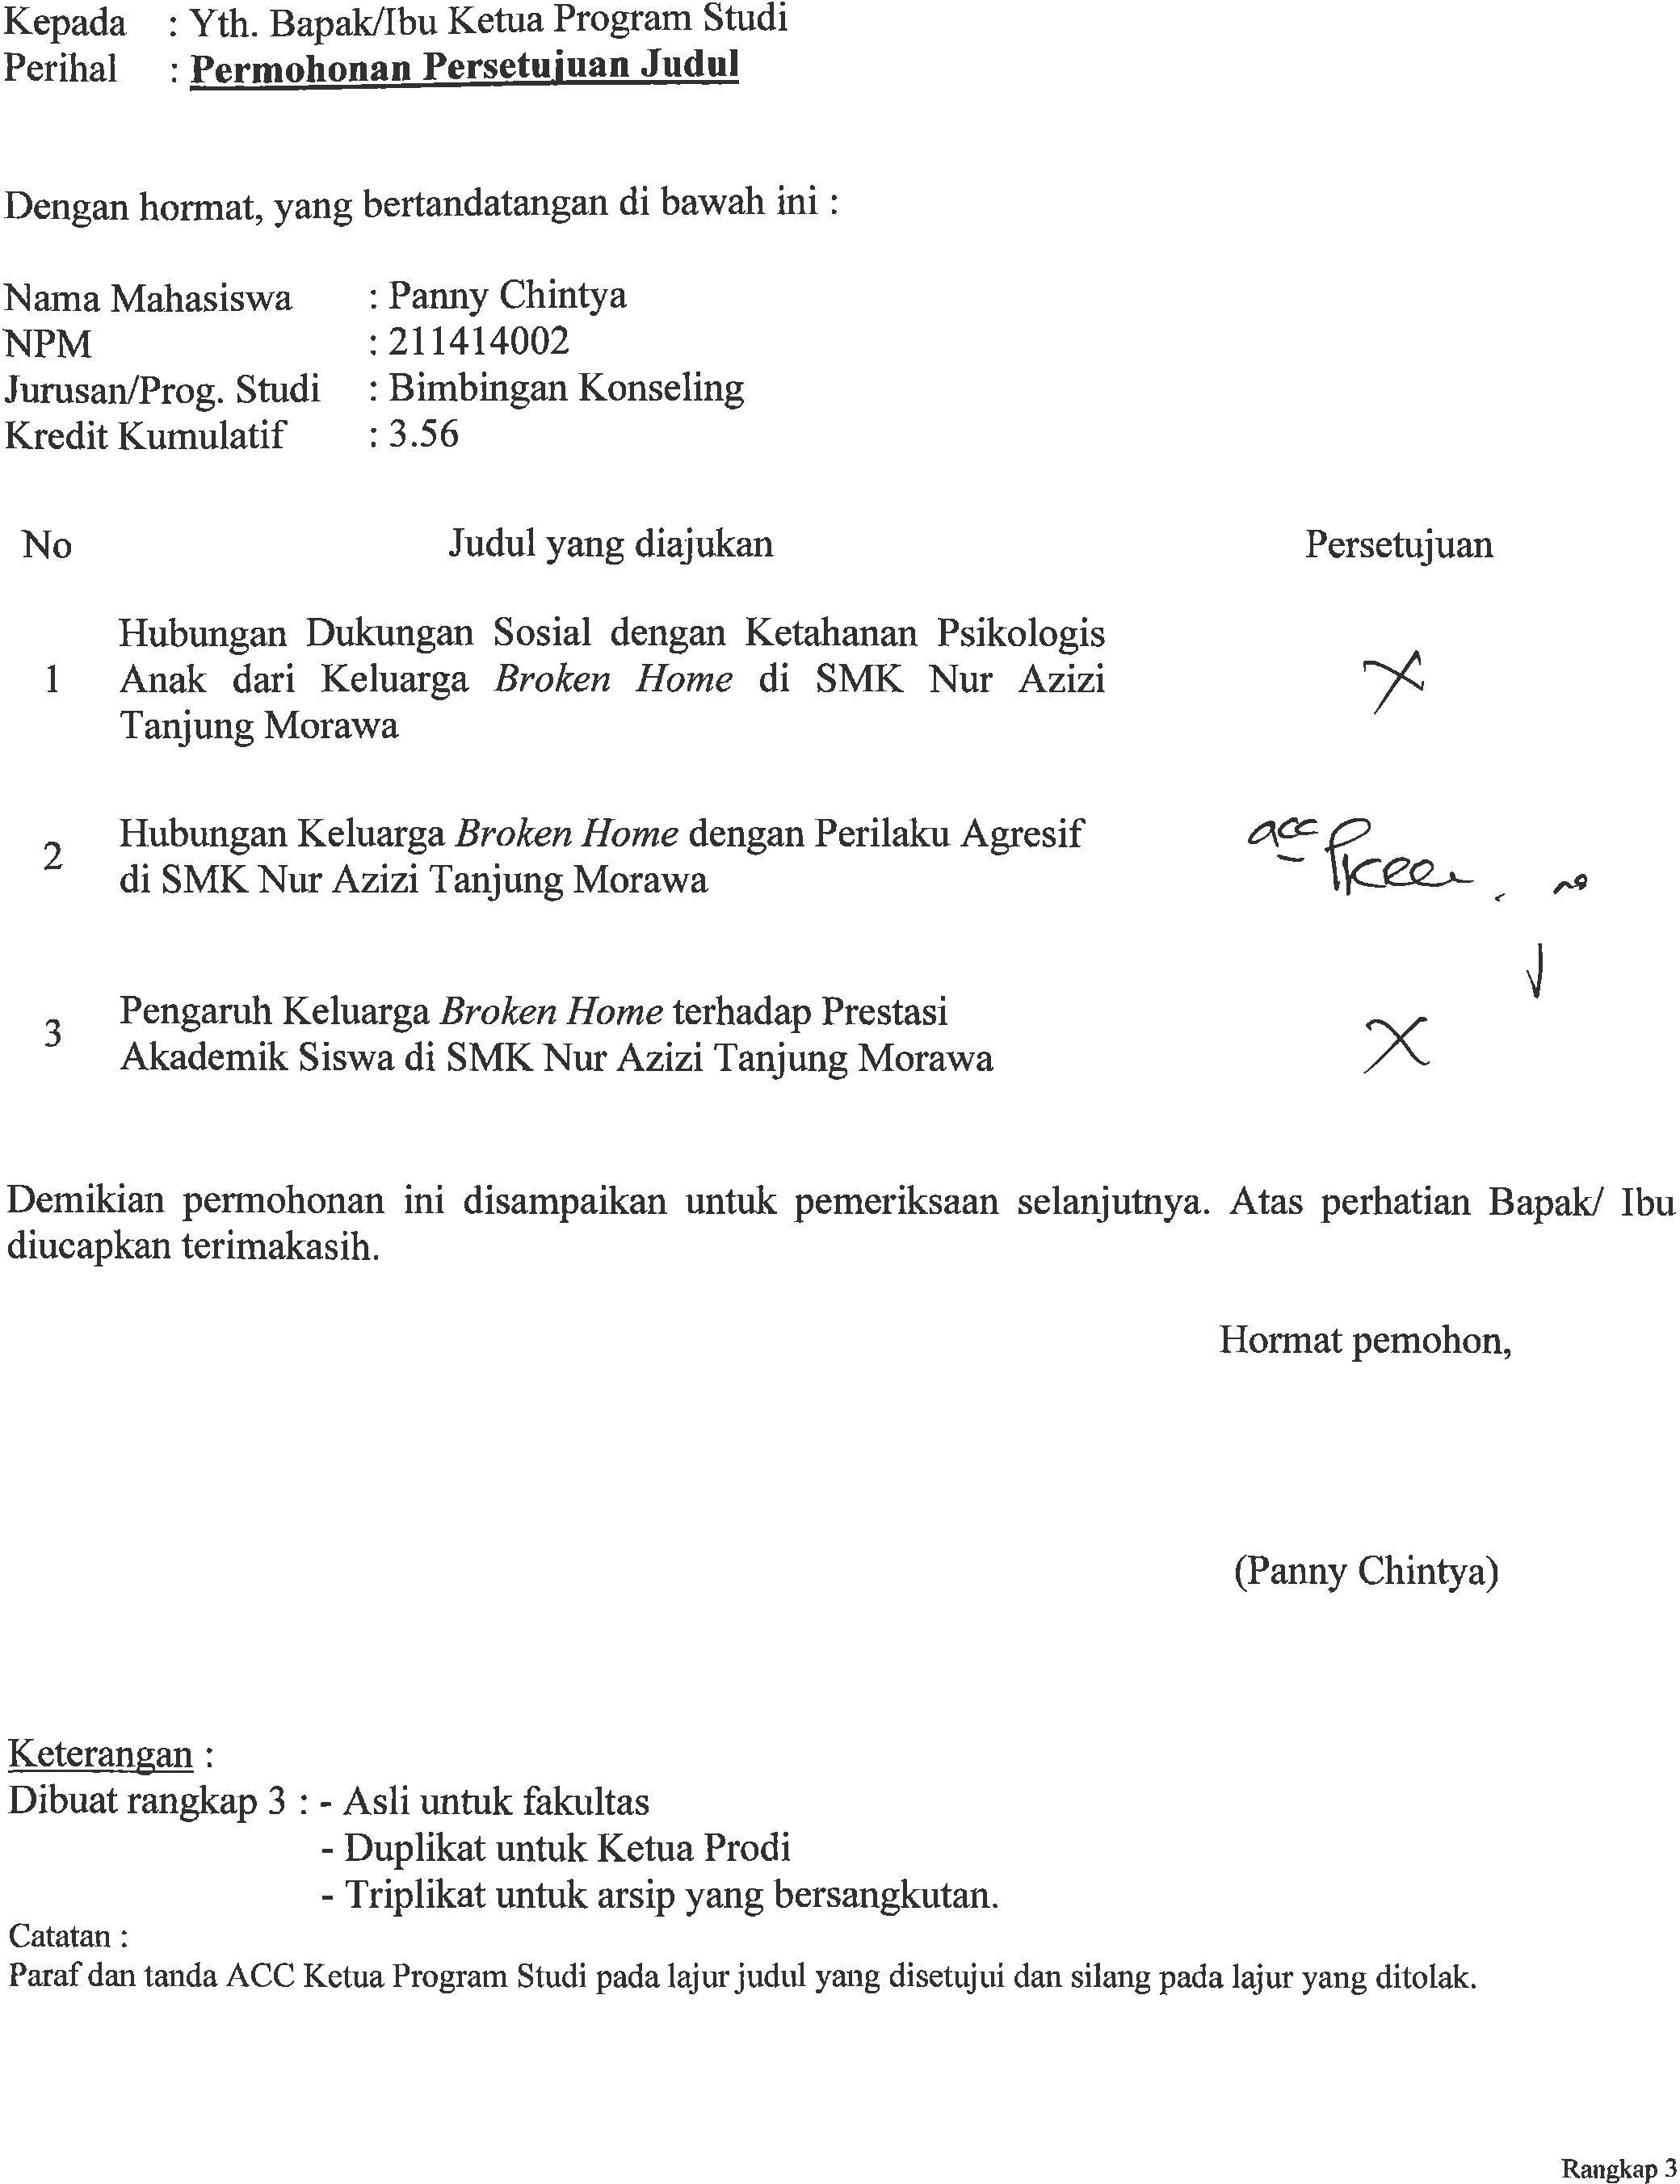 Kepada : Yth. Bapak/Ibu Ketua Program Studi
Perihal : Permohonan Persetujuan Judul
Dengan hormat, yang bertandatangan di bawah ini :
Nama Mahasiswa : Panny Chintya
NPM : 211414002
Jurusan/Prog. Studi : Bimbingan Konseling
Kredit Kumulatif : 3.56
No Judul yang diajukan Persetujuan
Hubungan Dukungan Sosial dengan Ketahanan Psikologis
1 Anak dari Keluarga Broken Home di SMK Nur Azizi
Tanjung Morawa
2 Hubungan Keluarga Broken Home dengan Perilaku Agresif acc
di SMK Nur Azizi Tanjung Morawa
3 Pengaruh Keluarga Broken Home terhadap Prestasi
Akademik Siswa di SMK Nur Azizi Tanjung Morawa
Demikian permohonan ini disampaikan untuk pemeriksaan selanjutnya. Atas perhatian Bapak/ Ibu
diucapkan terimakasih.
Hormat pemohon,
(Panny Chintya)
Keterangan :
Dibuat rangkap 3 : - Asli untuk fakultas
- Duplikat untuk Ketua Prodi
- Triplikat untuk arsip yang bersangkutan.
Catatan :
Paraf dan tanda ACC Ketua Program Studi pada lajur judul yang disetujui dan silang pada lajur yang ditolak.
Rangkap 3